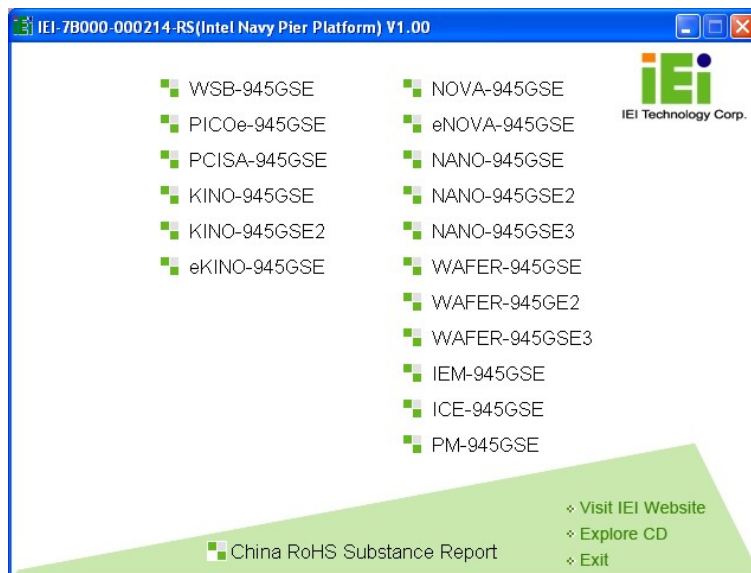 IEI-7B000-000214-RS(Intel Navy Pier Platform) V1.00
iEi
IEI Technology Corp.
WSB-945GSE
PICOe-945GSE
PCISA-945GSE
KINO-945GSE
KINO-945GSE2
eKINO-945GSE
NOVA-945GSE
eNOVA-945GSE
NANO-945GSE
NANO-945GSE2
NANO-945GSE3
WAFER-945GSE
WAFER-945GE2
WAFER-945GSE3
IEM-945GSE
ICE-945GSE
PM-945GSE
China RoHS Substance Report
Visit IEI Website
Explore CD
Exit